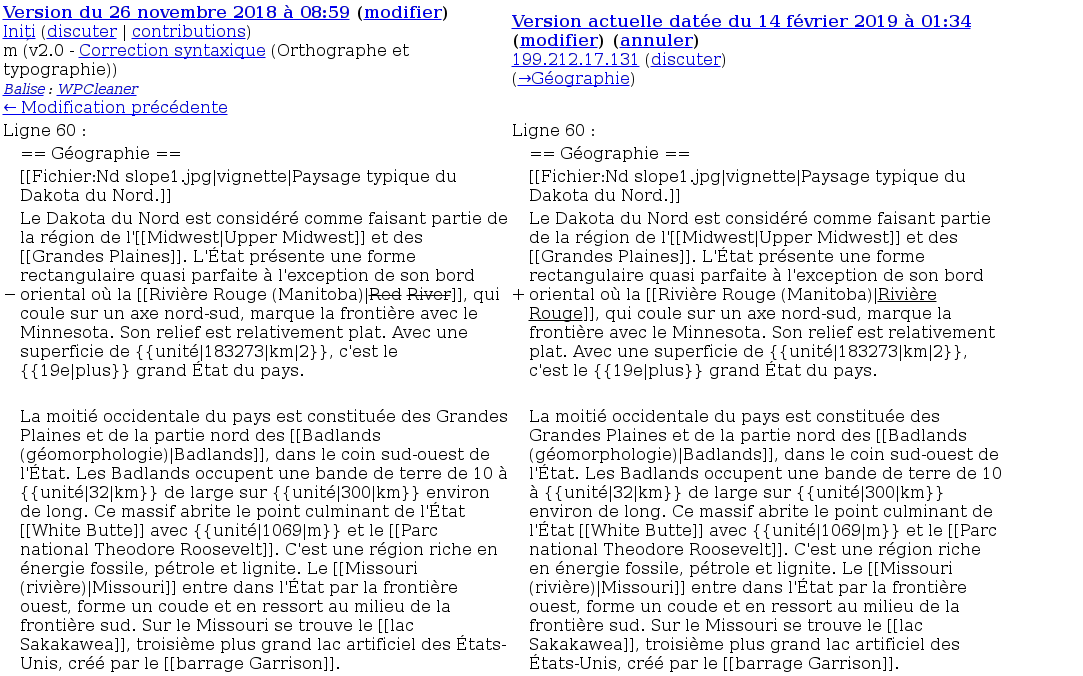 Version du 26 novembre 2018 à 08:59 (modifier)
Initi (discuter | contributions)
m (v2.0 - Correction syntaxique (Orthographe et
typographie))
Balise : WPCleaner
← Modification précédente
Version actuelle datée du 14 février 2019 à 01:34
(modifier) (annuler)
199.212.17.131 (discuter)
(→Géographie)
Ligne 60 :
== Géographie ==
[[Fichier:Nd slope1.jpg|vignette|Paysage typique du
Dakota du Nord.]]
Le Dakota du Nord est considéré comme faisant partie de
la région de l'[[Midwest|Upper Midwest]] et des
[[Grandes Plaines]]. L'État présente une forme
rectangulaire quasi parfaite à l'exception de son bord
− oriental où la [[Rivière Rouge (Manitoba)|Red River]], qui
coule sur un axe nord-sud, marque la frontière avec le
Minnesota. Son relief est relativement plat. Avec une
superficie de {{unité|183273|km|2}}, c'est le
{{19e|plus}} grand État du pays.
La moitié occidentale du pays est constituée des Grandes
Plaines et de la partie nord des [[Badlands
(géomorphologie)|Badlands]], dans le coin sud-ouest de
l'État. Les Badlands occupent une bande de terre de 10 à
{{unité|32|km}} de large sur {{unité|300|km}} environ
de long. Ce massif abrite le point culminant de l'État
[[White Butte]] avec {{unité|1069|m}} et le [[Parc
national Theodore Roosevelt]]. C'est une région riche en
énergie fossile, pétrole et lignite. Le [[Missouri
(rivière)|Missouri]] entre dans l'État par la frontière
ouest, forme un coude et en ressort au milieu de la
frontière sud. Sur le Missouri se trouve le [[lac
Sakakawea]], troisième plus grand lac artificiel des États-
Unis, créé par le [[barrage Garrison]].
Ligne 60 :
== Géographie ==
[[Fichier:Nd slope1.jpg|vignette|Paysage typique du
Dakota du Nord.]]
Le Dakota du Nord est considéré comme faisant partie
de la région de l'[[Midwest|Upper Midwest]] et des
[[Grandes Plaines]]. L'État présente une forme
rectangulaire quasi parfaite à l'exception de son bord
+ oriental où la [[Rivière Rouge (Manitoba)|Rivière
Rouge]], qui coule sur un axe nord-sud, marque la
frontière avec le Minnesota. Son relief est relativement
plat. Avec une superficie de {{unité|183273|km|2}},
c'est le {{19e|plus}} grand État du pays.
La moitié occidentale du pays est constituée des
Grandes Plaines et de la partie nord des [[Badlands
(géomorphologie)|Badlands]], dans le coin sud-ouest de
l'État. Les Badlands occupent une bande de terre de 10
à {{unité|32|km}} de large sur {{unité|300|km}}
environ de long. Ce massif abrite le point culminant de
l'État [[White Butte]] avec {{unité|1069|m}} et le [[Parc
national Theodore Roosevelt]]. C'est une région riche
en énergie fossile, pétrole et lignite. Le [[Missouri
(rivière)|Missouri]] entre dans l'État par la frontière
ouest, forme un coude et en ressort au milieu de la
frontière sud. Sur le Missouri se trouve le [[lac
Sakakawea]], troisième plus grand lac artificiel des
États-Unis, créé par le [[barrage Garrison]].